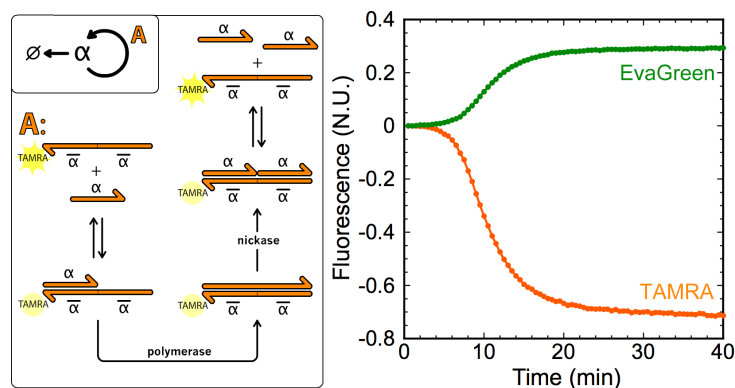 A
∅ α
A:
TAMRA
α̅ α̅
+
α
α
TAMRA
α̅ α̅
polymerase
α α
+
TAMRA
α̅ α̅
α α
TAMRA
α̅ α̅
nickase
TAMRA
α̅ α̅
Fluorescence (N.U.)
0.4
0.2
0
-0.2
-0.4
-0.6
-0.8
EvaGreen
TAMRA
0 10 20 30 40
Time (min)